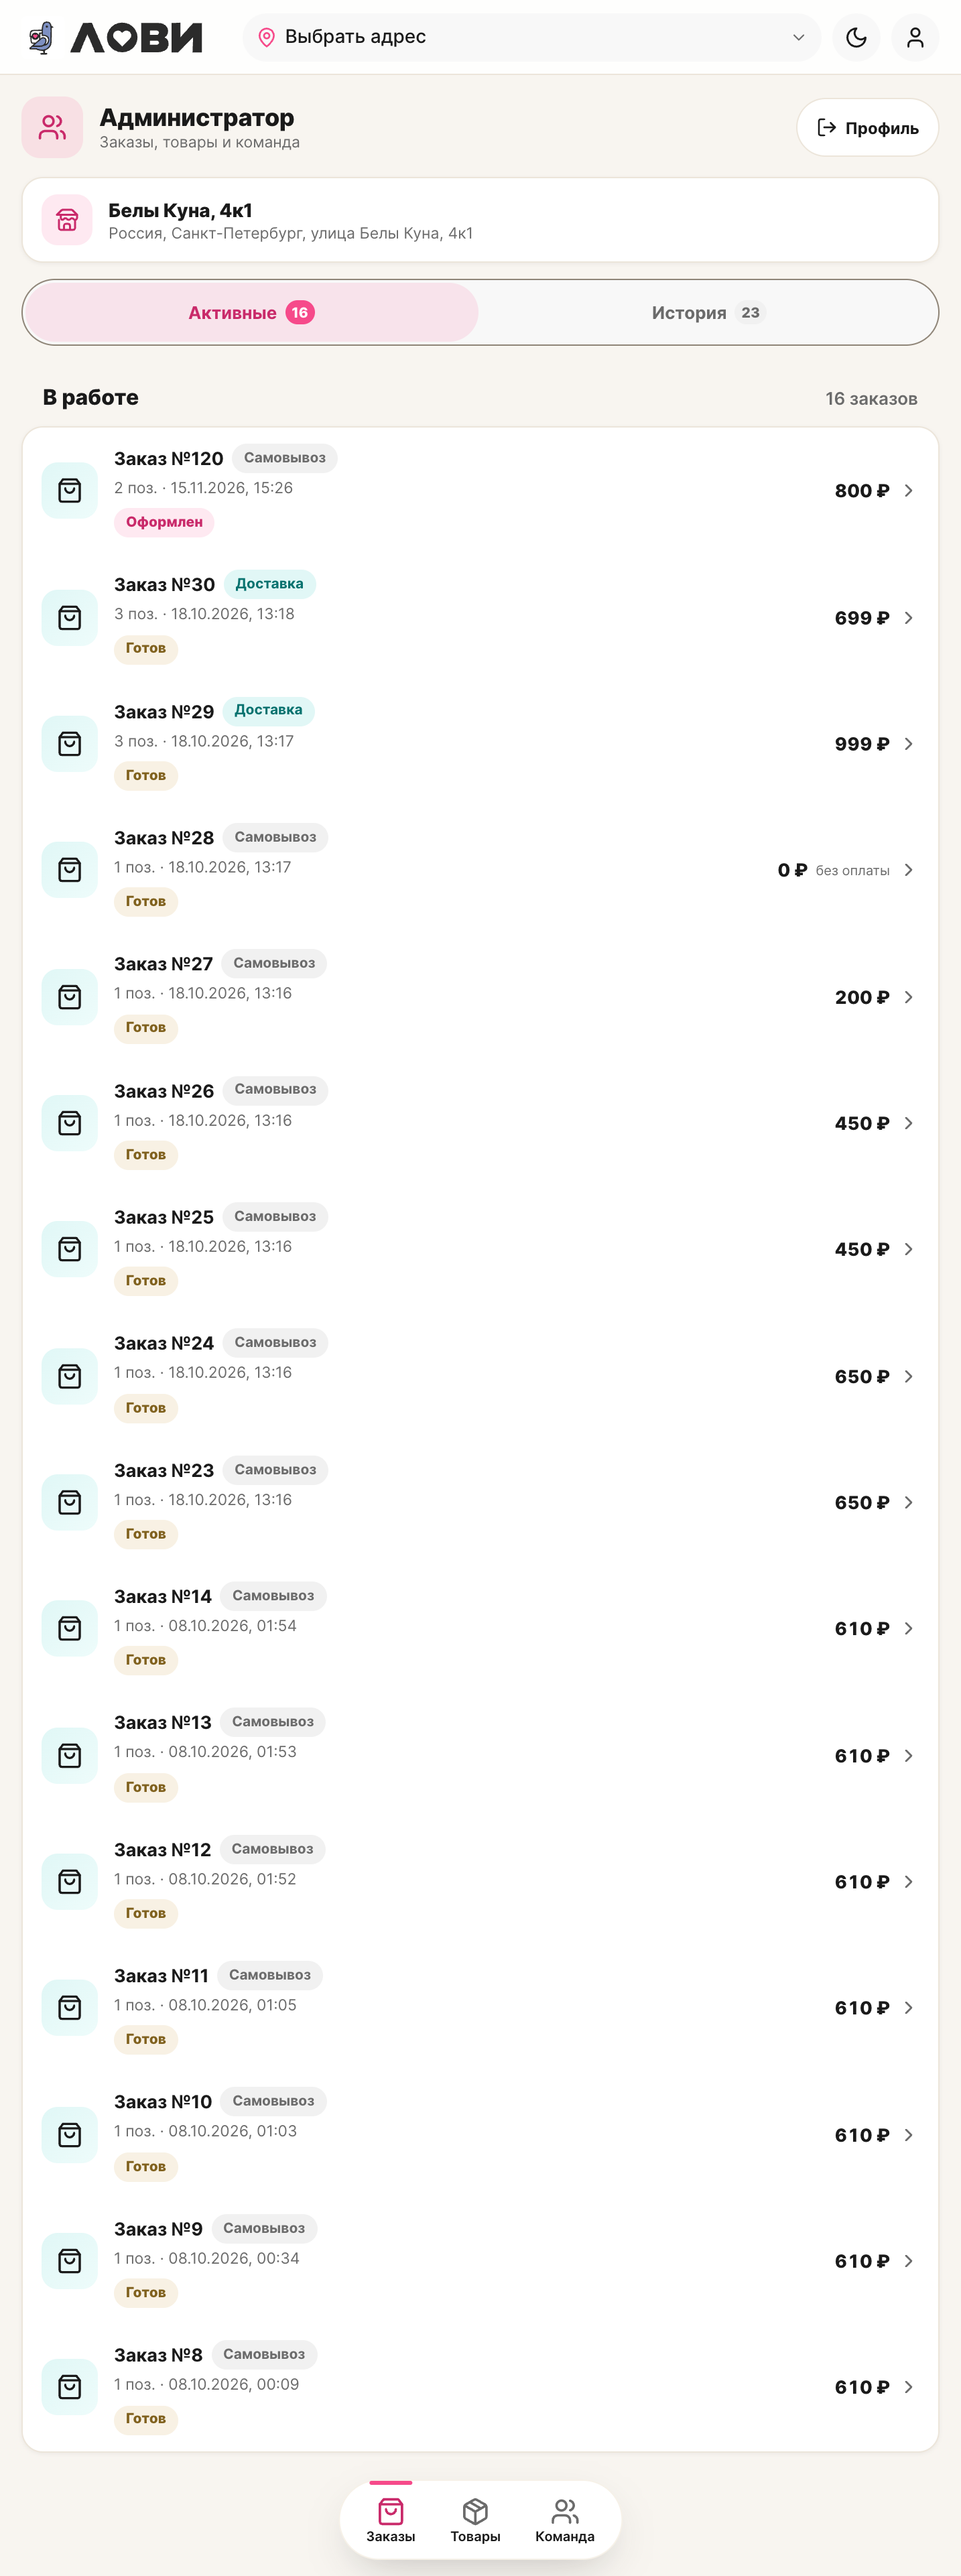 ЛОВИ
Выбрать адрес
Администратор
Заказы, товары и команда
Профиль
Белы Куна, 4к1
Россия, Санкт-Петербург, улица Белы Куна, 4к1
Активные 16
История 23
В работе
16 заказов
Заказ №120 Самовывоз
2 поз. · 15.11.2026, 15:26
800 ₽
Оформлен
Заказ №30 Доставка
3 поз. · 18.10.2026, 13:18
699 ₽
Готов
Заказ №29 Доставка
3 поз. · 18.10.2026, 13:17
999 ₽
Готов
Заказ №28 Самовывоз
1 поз. · 18.10.2026, 13:17
0 ₽ без оплаты
Готов
Заказ №27 Самовывоз
1 поз. · 18.10.2026, 13:16
200 ₽
Готов
Заказ №26 Самовывоз
1 поз. · 18.10.2026, 13:16
450 ₽
Готов
Заказ №25 Самовывоз
1 поз. · 18.10.2026, 13:16
450 ₽
Готов
Заказ №24 Самовывоз
1 поз. · 18.10.2026, 13:16
650 ₽
Готов
Заказ №23 Самовывоз
1 поз. · 18.10.2026, 13:16
650 ₽
Готов
Заказ №14 Самовывоз
1 поз. · 08.10.2026, 01:54
610 ₽
Готов
Заказ №13 Самовывоз
1 поз. · 08.10.2026, 01:53
610 ₽
Готов
Заказ №12 Самовывоз
1 поз. · 08.10.2026, 01:52
610 ₽
Готов
Заказ №11 Самовывоз
1 поз. · 08.10.2026, 01:05
610 ₽
Готов
Заказ №10 Самовывоз
1 поз. · 08.10.2026, 01:03
610 ₽
Готов
Заказ №9 Самовывоз
1 поз. · 08.10.2026, 00:34
610 ₽
Готов
Заказ №8 Самовывоз
1 поз. · 08.10.2026, 00:09
610 ₽
Готов
Заказы
Товары
Команда